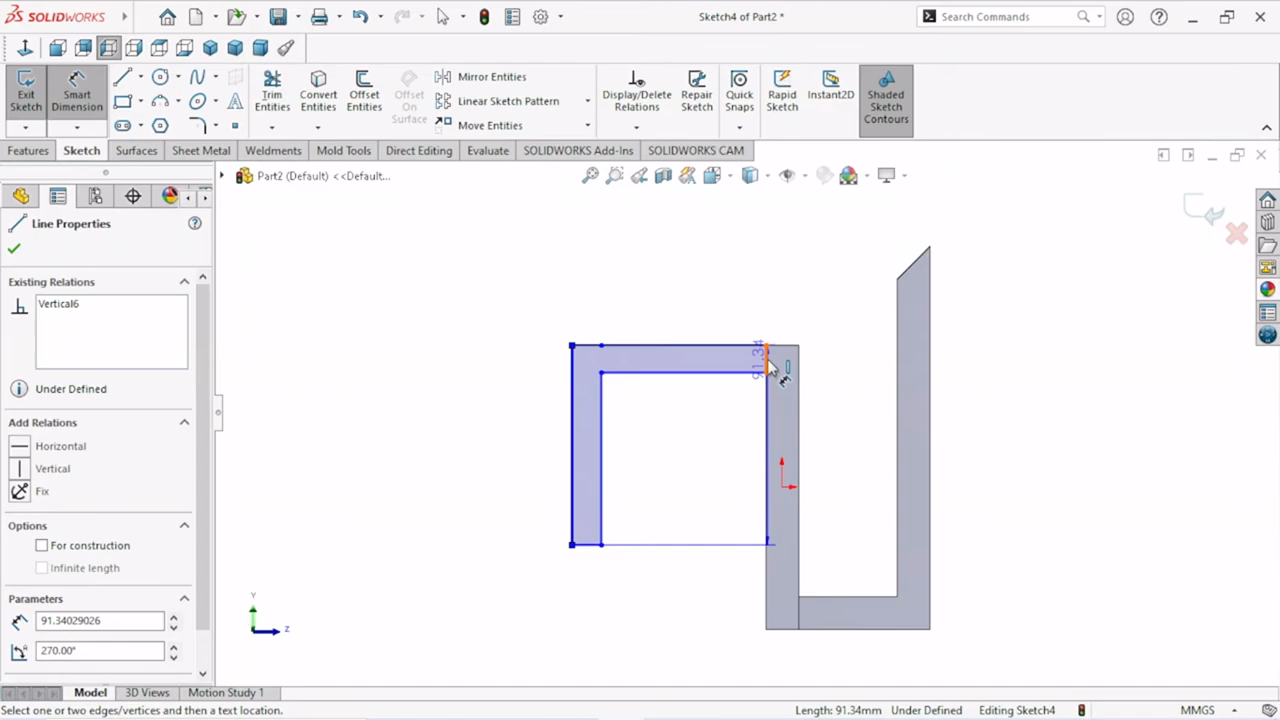 SOLIDWORKS
Sketch4 of Part2 *
Search Commands
Exit Sketch
Smart Dimension
Trim Entities
Convert Entities
Offset Entities
Offset On Surface
Mirror Entities
Linear Sketch Pattern
Move Entities
Display/Delete Relations
Repair Sketch
Quick Snaps
Rapid Sketch
Instant2D
Shaded Sketch Contours
Features
Sketch
Surfaces
Sheet Metal
Weldments
Mold Tools
Direct Editing
Evaluate
SOLIDWORKS Add-Ins
SOLIDWORKS CAM
Part2 (Default) <<Default...
Line Properties
Existing Relations
Vertical6
Under Defined
Add Relations
Horizontal
Vertical
Fix
Options
For construction
Infinite length
Parameters
91.34029026
270.00°
91.34
Y
Z
Model
3D Views
Motion Study 1
Select one or two edges/vertices and then a text location.
Length: 91.34mm
Under Defined
Editing Sketch4
MMGS